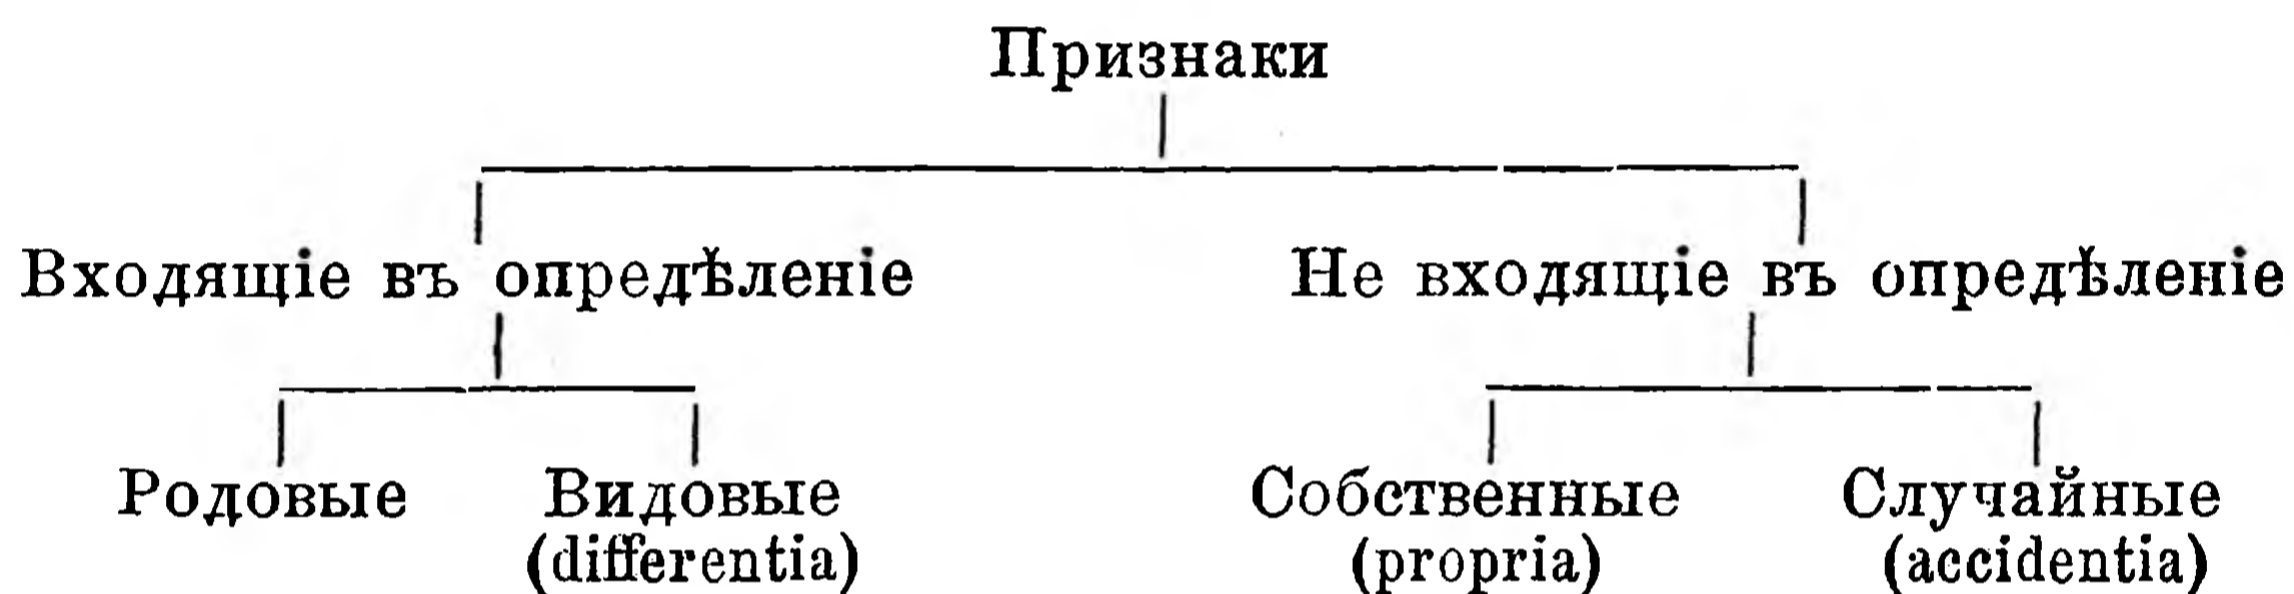 Признаки
Входящіе въ опредѣленіе Не входящіе въ опредѣленіе
Родовые Видовые Собственные Случайные
(differentia) (propria) (accidentia)